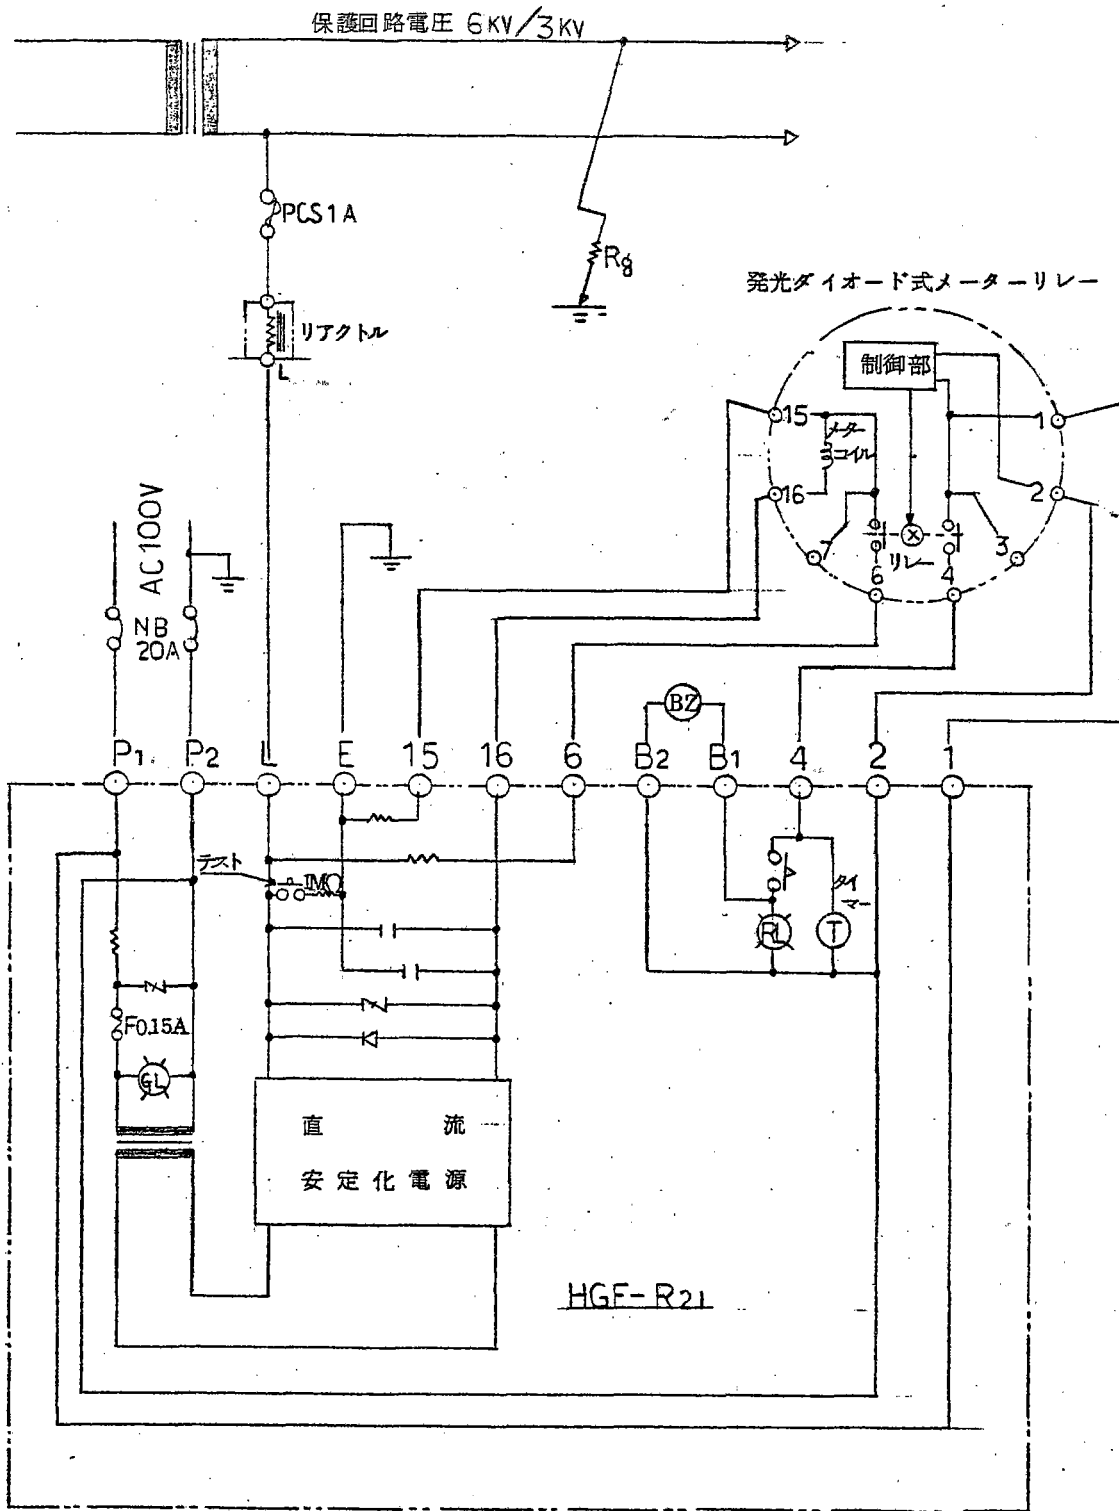 保護回路電圧 6KV/3KV
PCS1A
Rg
リアクトル
L
発光ダイオード式メーターリレー
制御部
15
メーター
コイル
16
7
6
リレー
4
3
1
2
AC100V
NB
20A
BZ
P1
P2
L
E
15
16
6
B2
B1
4
2
1
テスト
1MΩ
タイ
マー
RL
T
F0.15A
GL
直流
安定化電源
HGF-R21